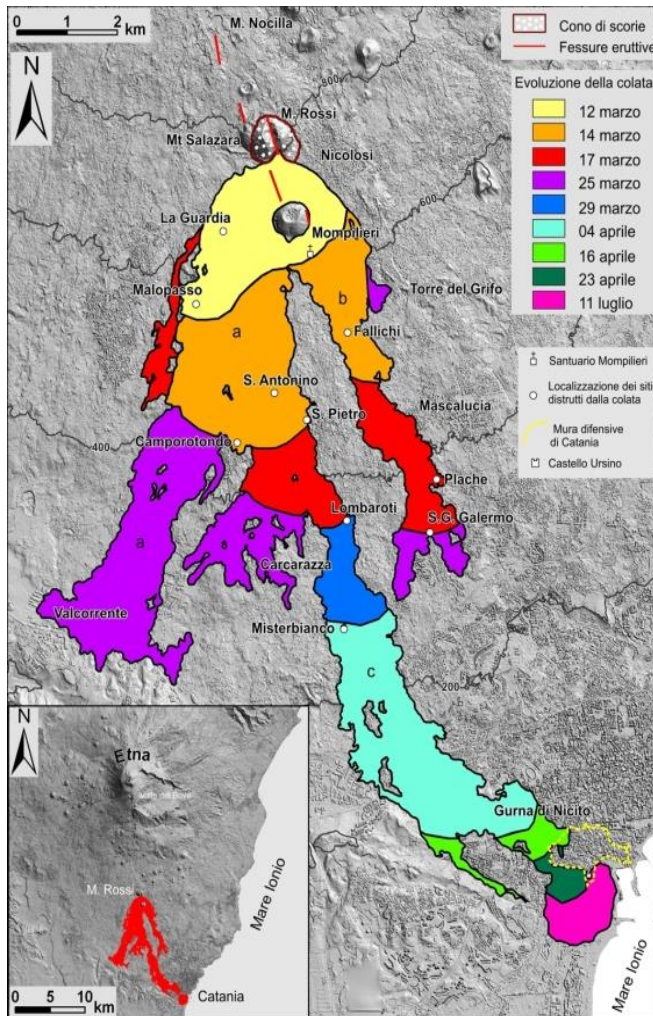 0 1 2
km
N
M. Nocilla
Cono di scorie
Fessure eruttive
Evoluzione della colata
12 marzo
14 marzo
17 marzo
25 marzo
29 marzo
04 aprile
16 aprile
23 aprile
11 luglio
Santuario Mompilieri
Localizzazione dei siti
distrutti dalla colata
Mura difensive
di Catania
Castello Ursino
800
M. Rossi
Mt Salazara
Nicolosi
600
La Guardia
Mompilieri
Malopasso
Torre del Grifo
a
b
Fallichi
S. Antonino
S. Pietro
Mascalucia
400
Camporotondo
Plache
Lombaroti
S.G. Galermo
a
Carcarazza
Valcorrente
Misterbianco
c
200
Gurna di Nicito
Mare Ionio
N
Etna
M. Rossi
Mare Ionio
Catania
0 5 10
km